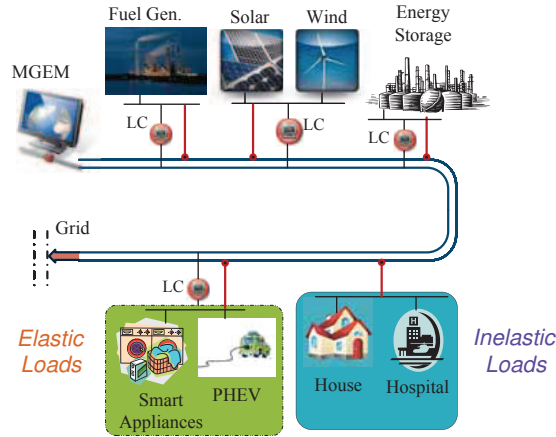 Fuel Gen.
Solar
Wind
Energy
Storage
MGEM
LC
LC
LC
Grid
LC
Elastic
Loads
Inelastic
Loads
H
House
Hospital
Smart
Appliances
PHEV